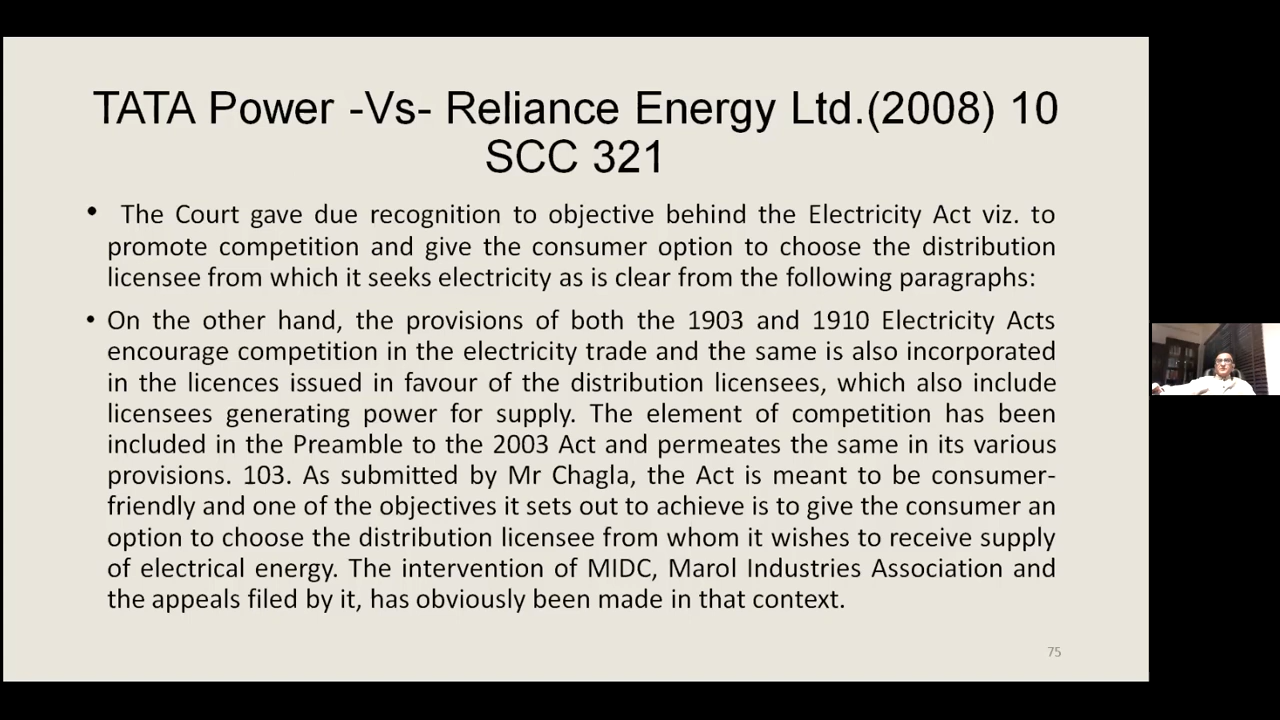 TATA Power -Vs- Reliance Energy Ltd.(2008) 10
SCC 321
• The Court gave due recognition to objective behind the Electricity Act viz. to
promote competition and give the consumer option to choose the distribution
licensee from which it seeks electricity as is clear from the following paragraphs:
• On the other hand, the provisions of both the 1903 and 1910 Electricity Acts
encourage competition in the electricity trade and the same is also incorporated
in the licences issued in favour of the distribution licensees, which also include
licensees generating power for supply. The element of competition has been
included in the Preamble to the 2003 Act and permeates the same in its various
provisions. 103. As submitted by Mr Chagla, the Act is meant to be consumer-
friendly and one of the objectives it sets out to achieve is to give the consumer an
option to choose the distribution licensee from whom it wishes to receive supply
of electrical energy. The intervention of MIDC, Marol Industries Association and
the appeals filed by it, has obviously been made in that context.
75